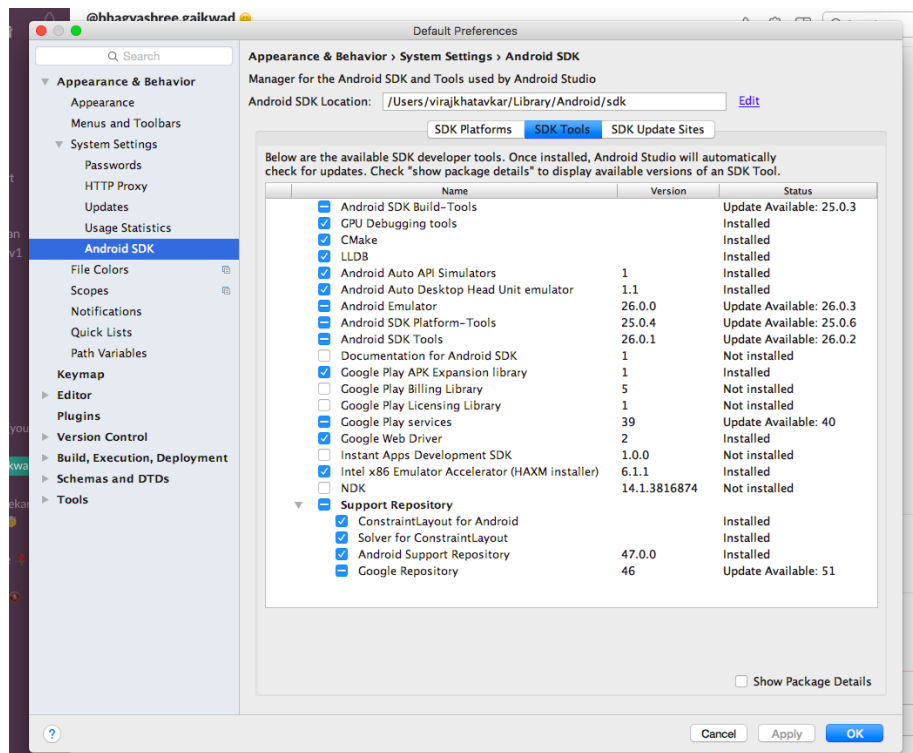 @bhagyashree.gaikwad
Default Preferences
Search
Appearance & Behavior
Appearance
Menus and Toolbars
System Settings
Passwords
HTTP Proxy
Updates
Usage Statistics
Android SDK
File Colors
Scopes
Notifications
Quick Lists
Path Variables
Keymap
Editor
Plugins
Version Control
Build, Execution, Deployment
Schemas and DTDs
Tools
Appearance & Behavior › System Settings › Android SDK
Manager for the Android SDK and Tools used by Android Studio
Android SDK Location: /Users/virajkhatavkar/Library/Android/sdk Edit
SDK Platforms SDK Tools SDK Update Sites
Below are the available SDK developer tools. Once installed, Android Studio will automatically
check for updates. Check "show package details" to display available versions of an SDK Tool.
Name Version Status
Android SDK Build-Tools Update Available: 25.0.3
GPU Debugging tools Installed
CMake Installed
LLDB Installed
Android Auto API Simulators 1 Installed
Android Auto Desktop Head Unit emulator 1.1 Installed
Android Emulator 26.0.0 Update Available: 26.0.3
Android SDK Platform-Tools 25.0.4 Update Available: 25.0.6
Android SDK Tools 26.0.1 Update Available: 26.0.2
Documentation for Android SDK 1 Not installed
Google Play APK Expansion library 1 Installed
Google Play Billing Library 5 Not installed
Google Play Licensing Library 1 Not installed
Google Play services 39 Update Available: 40
Google Web Driver 2 Installed
Instant Apps Development SDK 1.0.0 Not installed
Intel x86 Emulator Accelerator (HAXM installer) 6.1.1 Installed
NDK 14.1.3816874 Not installed
Support Repository
ConstraintLayout for Android Installed
Solver for ConstraintLayout Installed
Android Support Repository 47.0.0 Installed
Google Repository 46 Update Available: 51
Show Package Details
? Cancel Apply OK